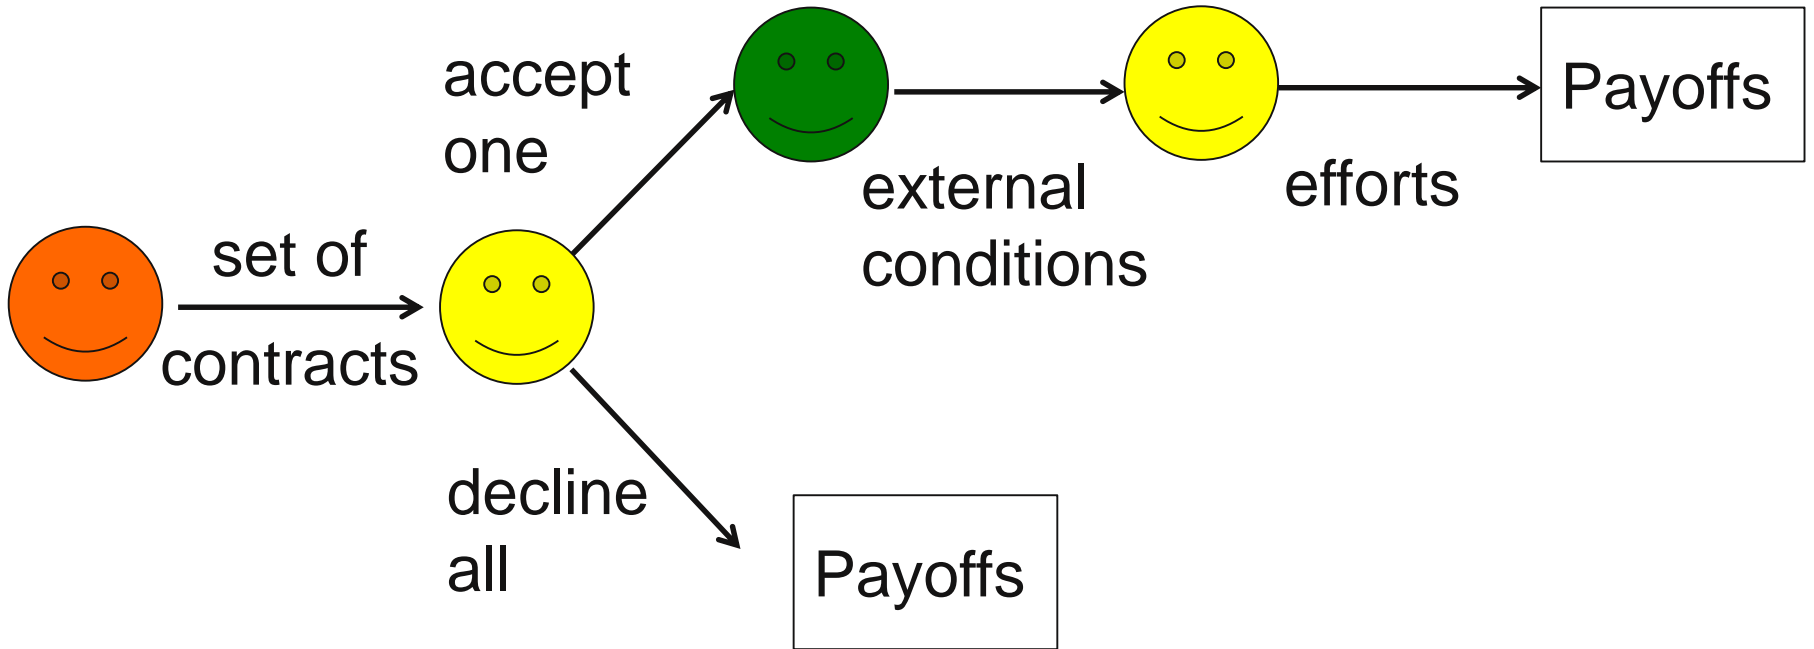 set of
contracts
accept
one
decline
all
external
conditions
efforts
Payoffs
Payoffs